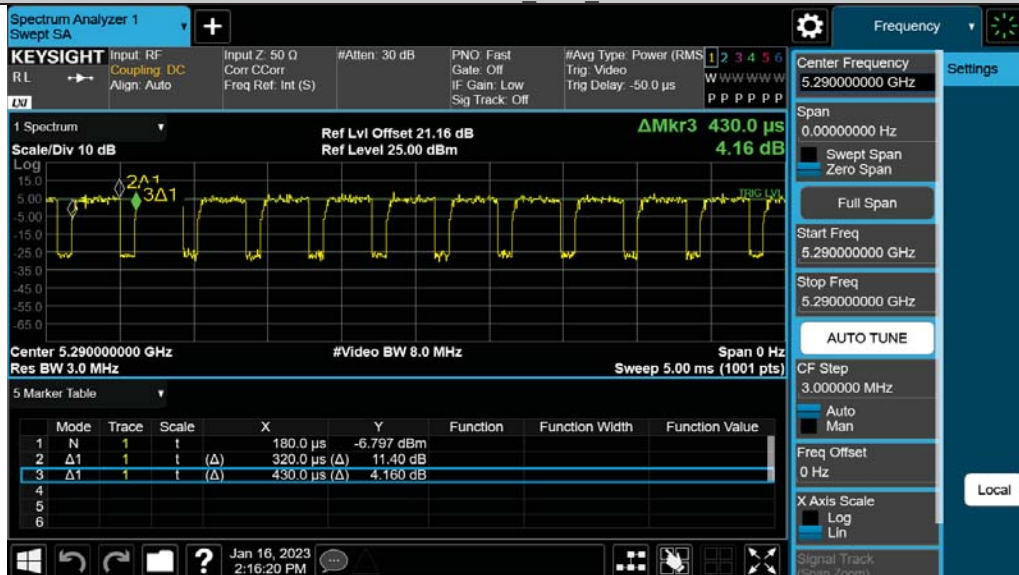 Spectrum Analyzer 1
Swept SA
+
Frequency
KEYSIGHT
RL
LXI
Input: RF
Coupling: DC
Align: Auto
Input Z: 50 Ω
Corr CCorr
Freq Ref: Int (S)
#Atten: 30 dB
PNO: Fast
Gate: Off
IF Gain: Low
Sig Track: Off
#Avg Type: Power (RMS
Trig: Video
Trig Delay: -50.0 µs
1 2 3 4 5 6
W W W W W W
P P P P P P
1 Spectrum
Scale/Div 10 dB
Ref Lvl Offset 21.16 dB
Ref Level 25.00 dBm
ΔMkr3 430.0 µs
4.16 dB
Log
15.0
5.00
-5.00
-15.0
-25.0
-35.0
-45.0
-55.0
-65.0
2Δ1
3Δ1
TRIG LVL
Center 5.290000000 GHz
#Video BW 8.0 MHz
Span 0 Hz
Res BW 3.0 MHz
Sweep 5.00 ms (1001 pts)
5 Marker Table
Mode Trace Scale X Y Function Function Width Function Value
1 N 1 t 180.0 µs -6.797 dBm
2 Δ1 1 t (Δ) 320.0 µs (Δ) 11.40 dB
3 Δ1 1 t (Δ) 430.0 µs (Δ) 4.160 dB
4
5
6
?
Jan 16, 2023
2:16:20 PM
Center Frequency
5.290000000 GHz
Span
0.00000000 Hz
Swept Span
Zero Span
Full Span
Start Freq
5.290000000 GHz
Stop Freq
5.290000000 GHz
AUTO TUNE
CF Step
3.000000 MHz
Auto
Man
Freq Offset
0 Hz
X Axis Scale
Log
Lin
Signal Track
(Span Zoom)
Settings
Local